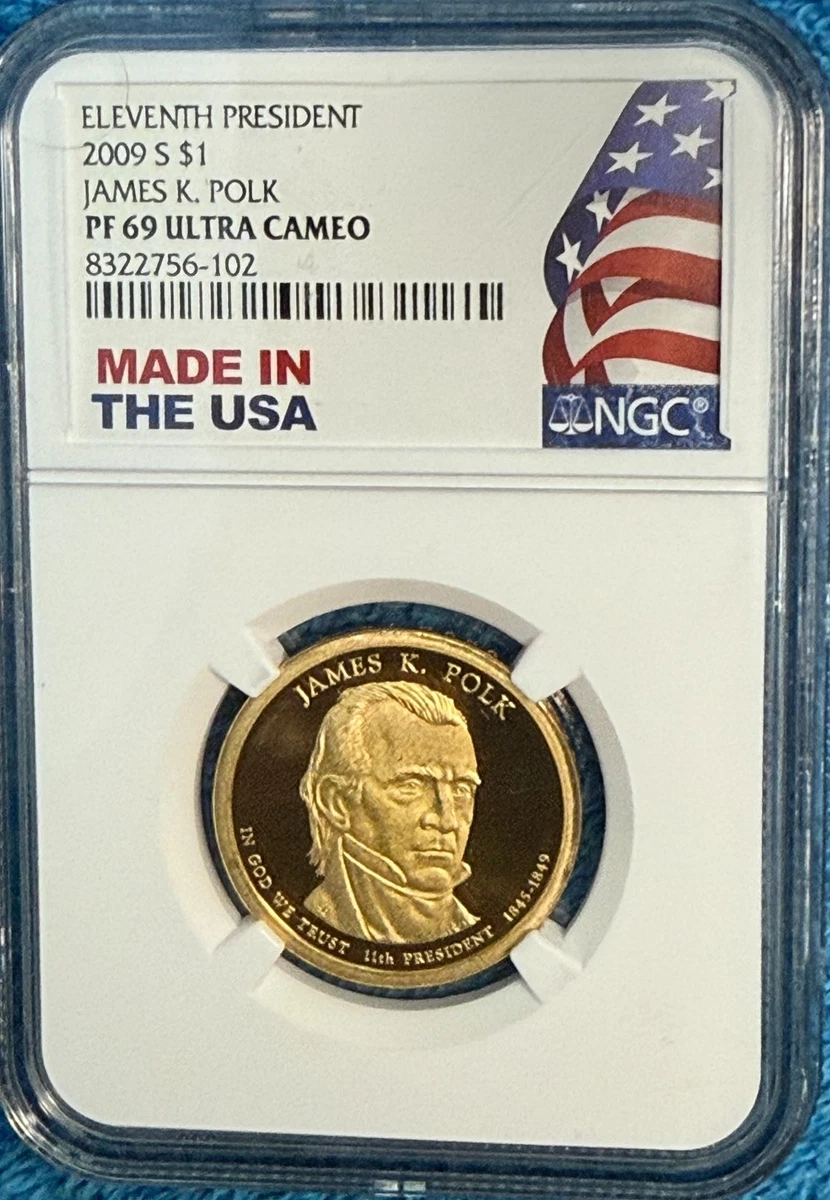 ELEVENTH PRESIDENT
2009 S $1
JAMES K. POLK
PF 69 ULTRA CAMEO
8322756-102
MADE IN
THE USA
NGC®
JAMES K. POLK
IN GOD WE TRUST 11th PRESIDENT 1845-1849